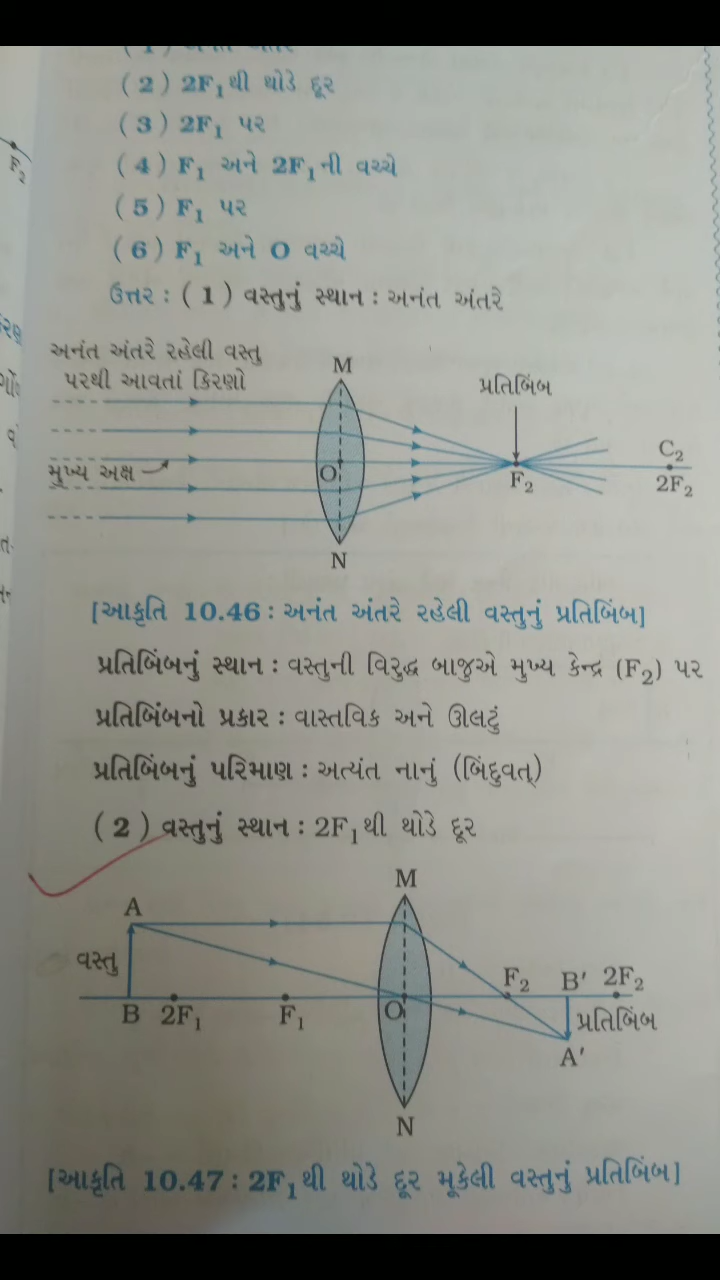 (2) 2F₁થી થોડે દૂર
(3) 2F₁ પર
(4) F₁ અને 2F₁ની વચ્ચે
(5) F₁ પર
(6) F₁ અને O વચ્ચે
ઉત્તર : (1) વસ્તુનું સ્થાન : અનંત અંતરે
અનંત અંતરે રહેલી વસ્તુ
પરથી આવતાં કિરણો
M
પ્રતિબિંબ
મુખ્ય અક્ષ
O
F₂
C₂
2F₂
N
[આકૃતિ 10.46 : અનંત અંતરે રહેલી વસ્તુનું પ્રતિબિંબ]
પ્રતિબિંબનું સ્થાન : વસ્તુની વિરુદ્ધ બાજુએ મુખ્ય કેન્દ્ર (F₂) પર
પ્રતિબિંબનો પ્રકાર : વાસ્તવિક અને ઊલટું
પ્રતિબિંબનું પરિમાણ : અત્યંત નાનું (બિંદુવત્)
(2) વસ્તુનું સ્થાન : 2F₁થી થોડે દૂર
M
A
વસ્તુ
B 2F₁ F₁ O F₂ B′ 2F₂
પ્રતિબિંબ
A′
N
[આકૃતિ 10.47 : 2F₁થી થોડે દૂર મૂકેલી વસ્તુનું પ્રતિબિંબ]
F₂